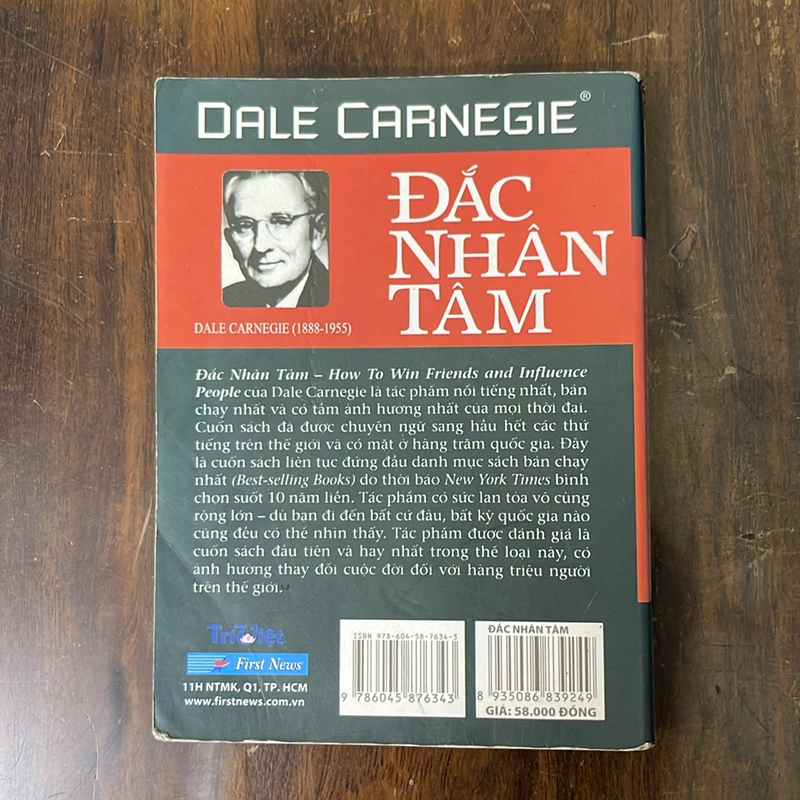 DALE CARNEGIE®
ĐẮC
NHÂN
TÂM
DALE CARNEGIE (1888-1955)
Đắc Nhân Tâm – How To Win Friends and Influence
People của Dale Carnegie là tác phẩm nổi tiếng nhất, bán
chạy nhất và có tầm ảnh hưởng nhất của mọi thời đại.
Cuốn sách đã được chuyển ngữ sang hầu hết các thứ
tiếng trên thế giới và có mặt ở hàng trăm quốc gia. Đây
là cuốn sách liên tục đứng đầu danh mục sách bán chạy
nhất (Best-selling Books) do thời báo New York Times bình
chọn suốt 10 năm liền. Tác phẩm có sức lan tỏa vô cùng
rộng lớn – dù bạn đi đến bất cứ đâu, bất kỳ quốc gia nào
cũng đều có thể nhìn thấy. Tác phẩm được đánh giá là
cuốn sách đầu tiên và hay nhất trong thể loại này, có
ảnh hưởng thay đổi cuộc đời đối với hàng triệu người
trên thế giới.
Trí Việt
First News
11H NTMK, Q1, TP. HCM
www.firstnews.com.vn
ISBN 978-604-58-7634-3
9 786045 876343
ĐẮC NHÂN TÂM
8 935086 839249
GIÁ: 58.000 ĐỒNG